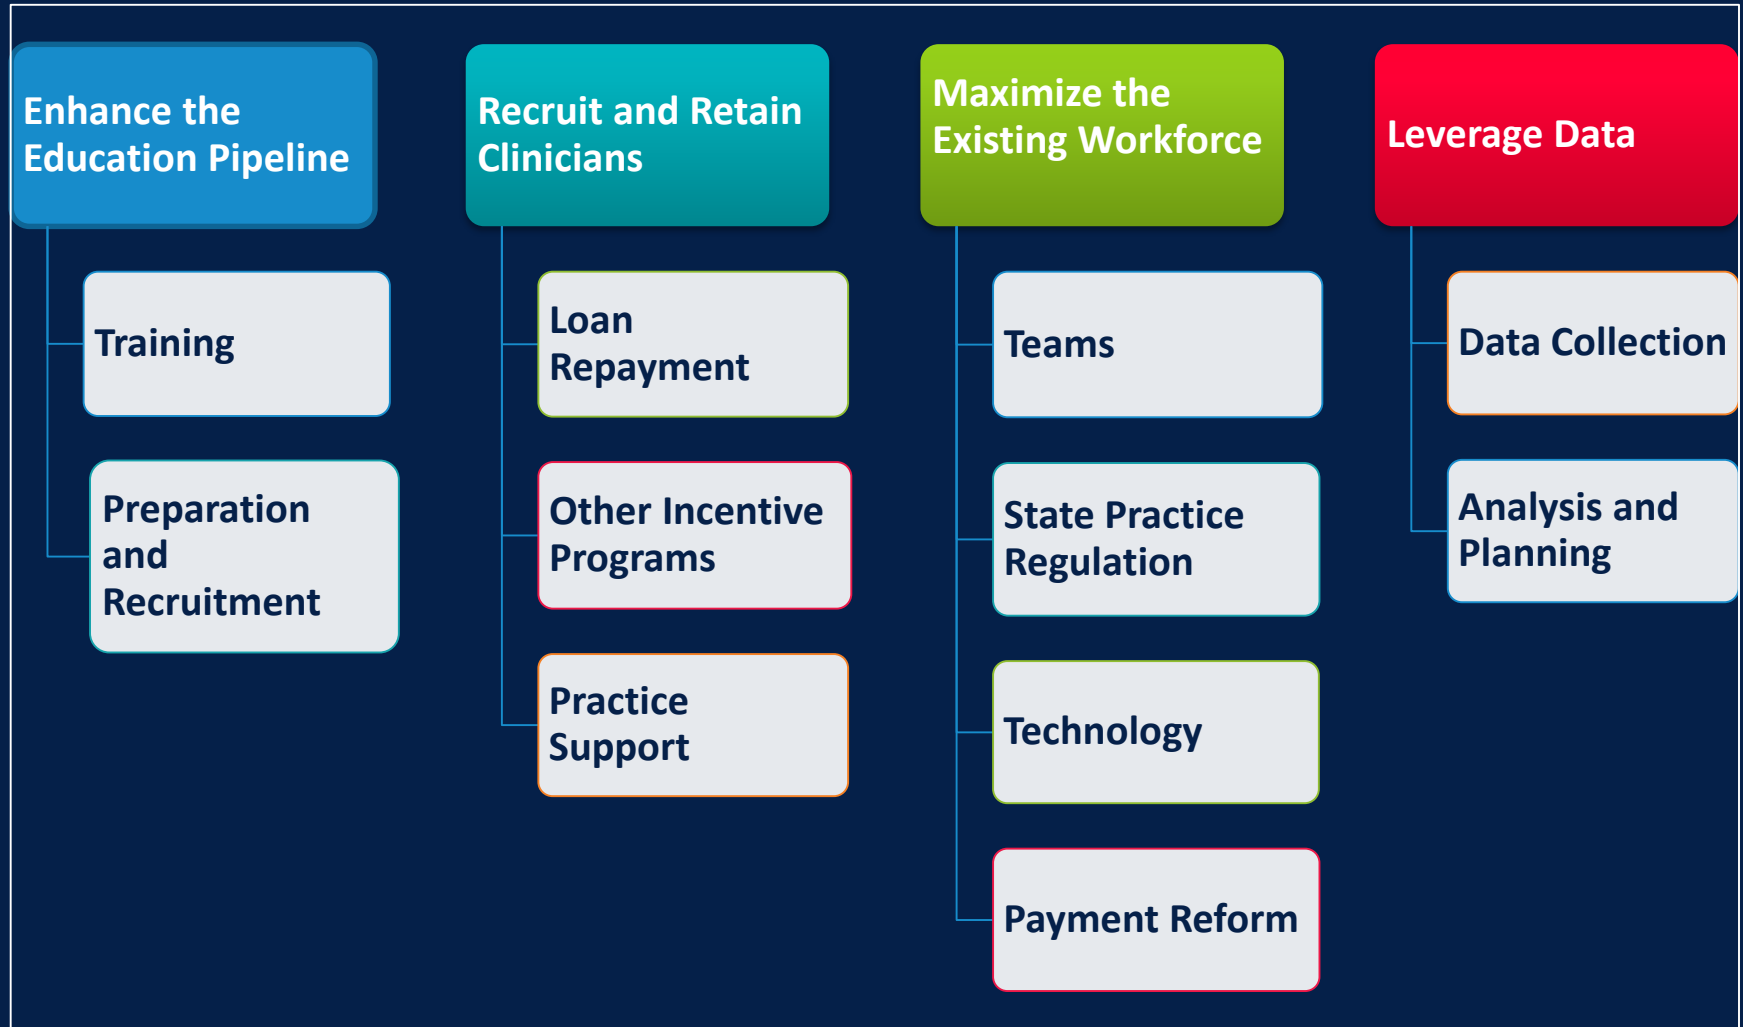 Enhance the
Education Pipeline
Training
Preparation
and
Recruitment
Recruit and Retain
Clinicians
Loan
Repayment
Other Incentive
Programs
Practice
Support
Maximize the
Existing Workforce
Teams
State Practice
Regulation
Technology
Payment Reform
Leverage Data
Data Collection
Analysis and
Planning